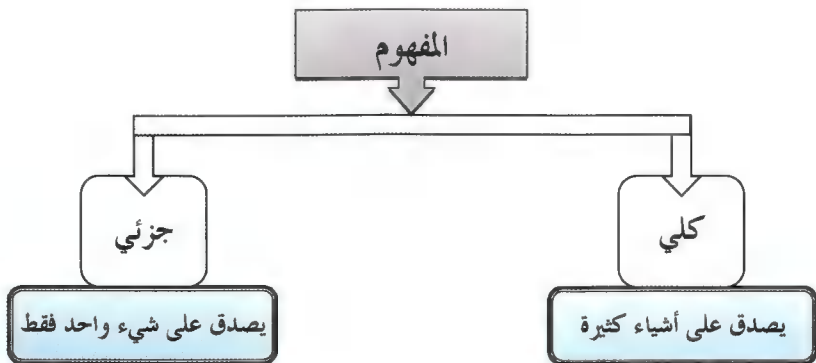 المفهوم
كلي
جزئي
يصدق على أشياء كثيرة
يصدق على شيء واحد فقط